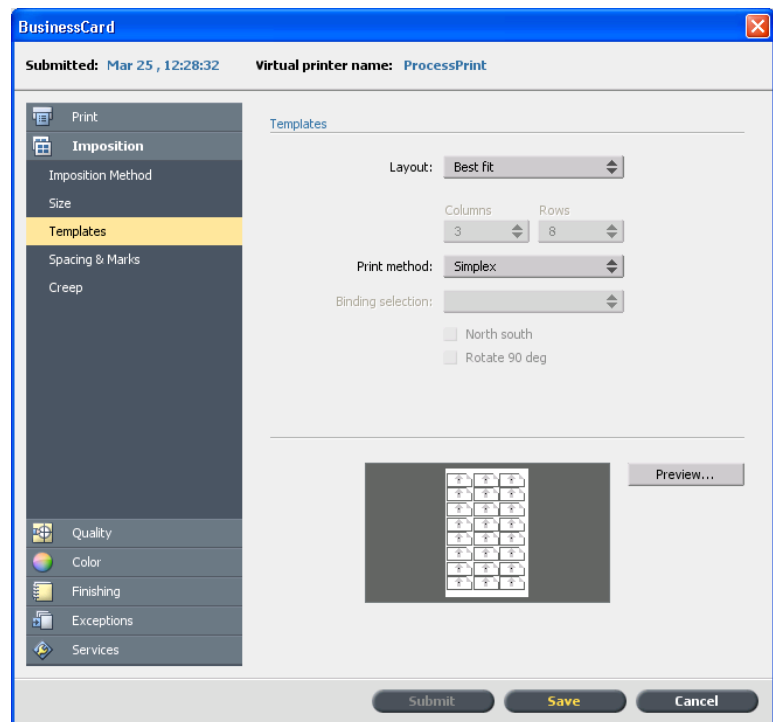 BusinessCard
Submitted: Mar 25 , 12:28:32 Virtual printer name: ProcessPrint
Print
Imposition
Imposition Method
Size
Templates
Spacing & Marks
Creep
Quality
Color
Finishing
Exceptions
Services
Templates
Layout: Best fit
Columns Rows
3 8
Print method: Simplex
Binding selection:
North south
Rotate 90 deg
Preview...
Submit Save Cancel